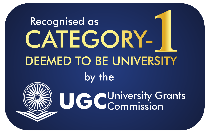 Recognised as
CATEGORY-1
DEEMED TO BE UNIVERSITY
by the
UGC University Grants
Commission